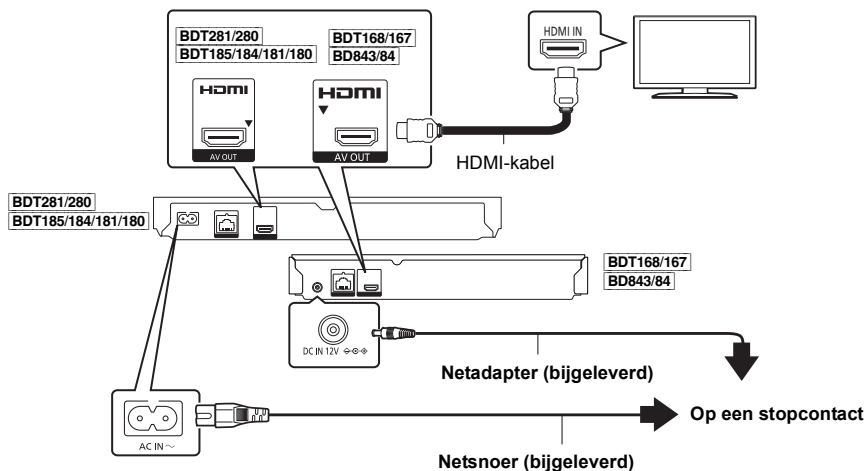 BDT281/280
BDT185/184/181/180
BDT168/167
BD843/84
HDMI
AV OUT
HDMI
AV OUT
HDMI IN
HDMI-kabel
BDT281/280
BDT185/184/181/180
BDT168/167
BD843/84
DC IN 12V
Netadapter (bijgeleverd)
Op een stopcontact
AC IN ~
Netsnoer (bijgeleverd)